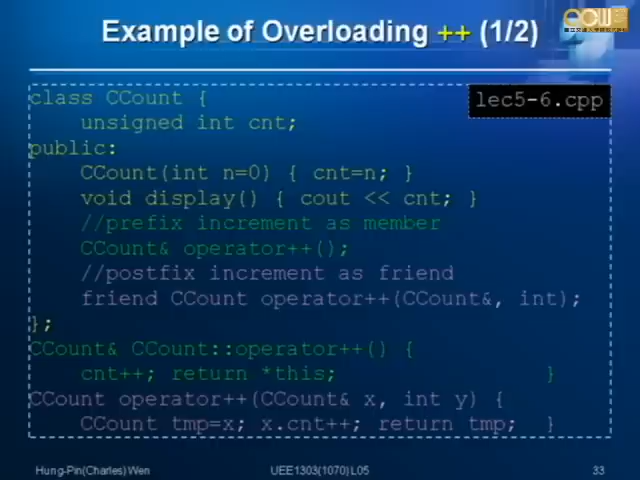 Example of Overloading ++ (1/2)
lec5-6.cpp
class CCount {
unsigned int cnt;
public:
CCount(int n=0) { cnt=n; }
void display() { cout << cnt; }
//prefix increment as member
CCount& operator++();
//postfix increment as friend
friend CCount operator++(CCount&, int);
};
CCount& CCount::operator++() {
cnt++; return *this; }
CCount operator++(CCount& x, int y) {
CCount tmp=x; x.cnt++; return tmp; }
Hung-Pin(Charles) Wen UEE1303(1070) L05 33